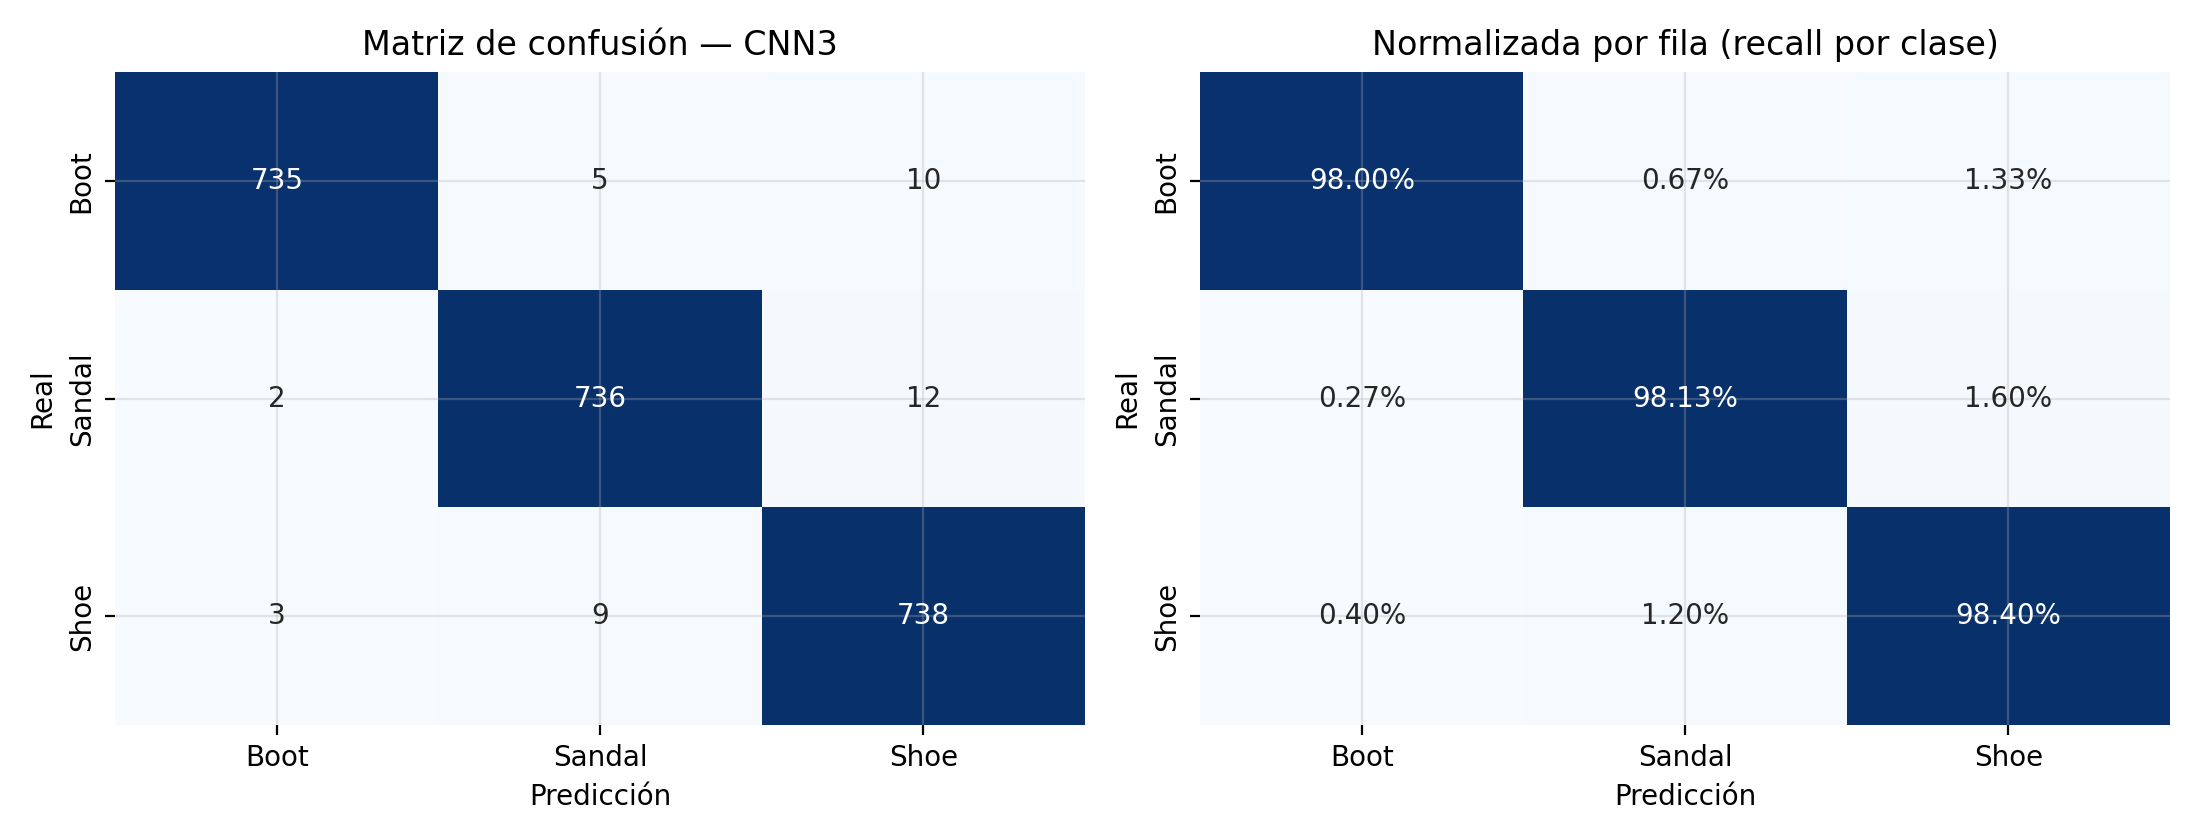 Matriz de confusión — CNN3
Real
Boot
735
5
10
Sandal
2
736
12
Shoe
3
9
738
Boot
Sandal
Shoe
Predicción
Normalizada por fila (recall por clase)
Real
Boot
98.00%
0.67%
1.33%
Sandal
0.27%
98.13%
1.60%
Shoe
0.40%
1.20%
98.40%
Boot
Sandal
Shoe
Predicción